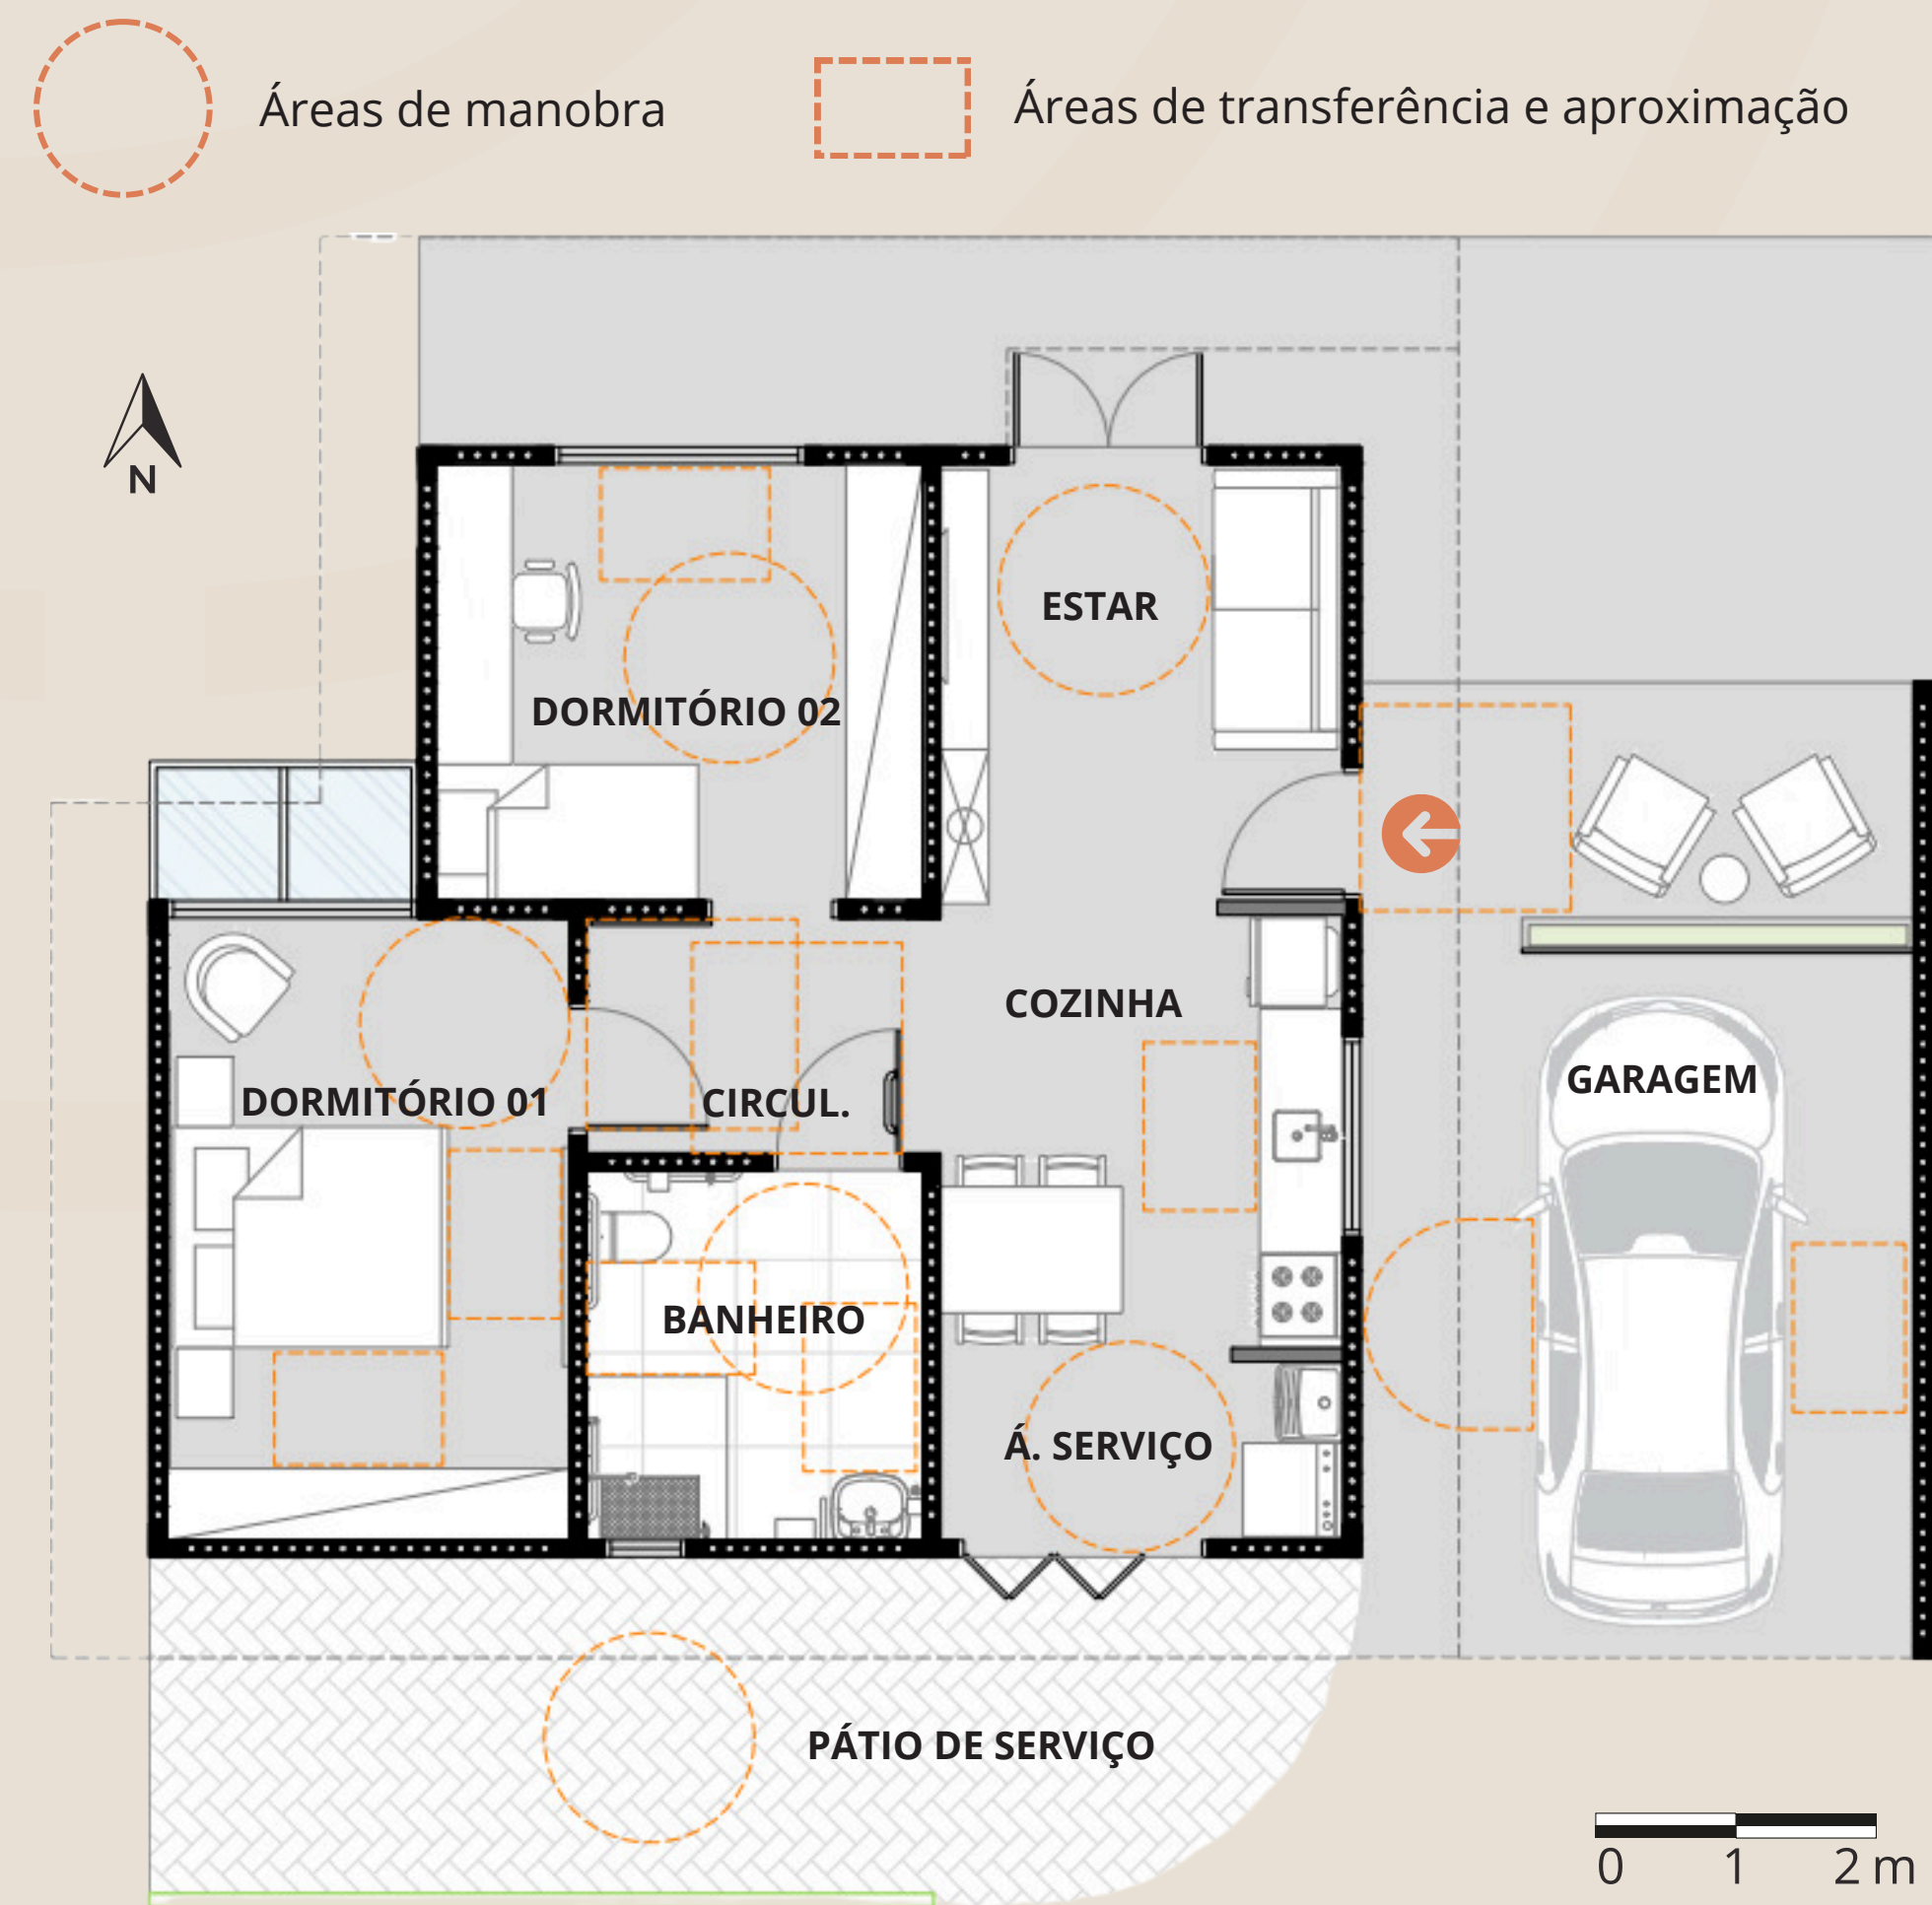 Áreas de manobra
Áreas de transferência e aproximação
N
ESTAR
DORMITÓRIO 02
COZINHA
GARAGEM
DORMITÓRIO 01
CIRCUL.
BANHEIRO
Á. SERVIÇO
PÁTIO DE SERVIÇO
0 1 2 m